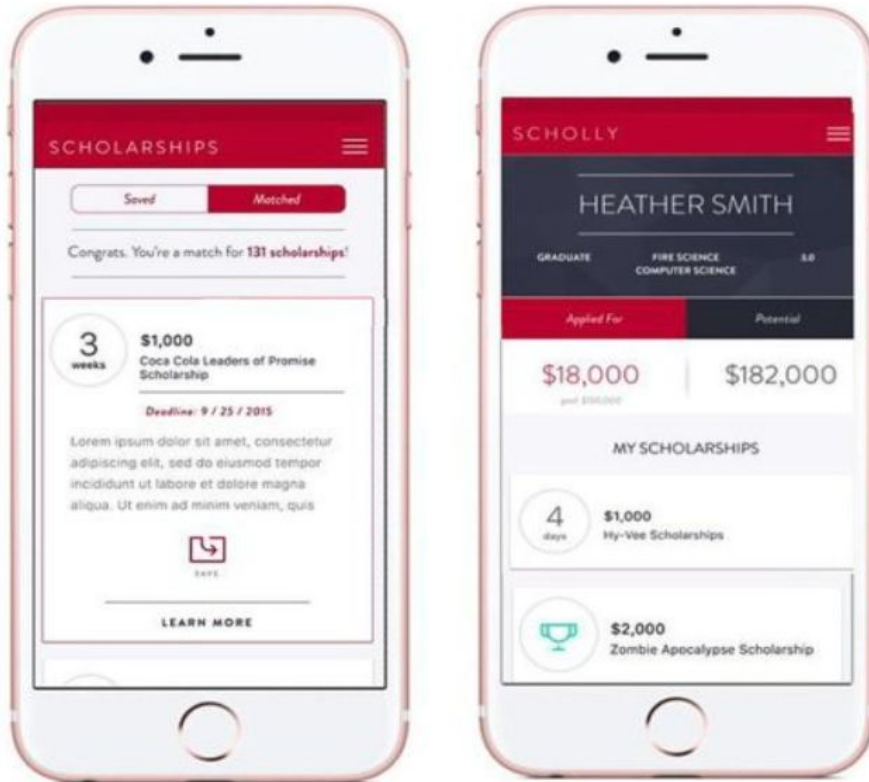 SCHOLARSHIPS
Saved Matched
Congrats. You're a match for 131 scholarships!
3
weeks
$1,000
Coca Cola Leaders of Promise
Scholarship
Deadline: 9 / 25 / 2015
Lorem ipsum dolor sit amet, consectetur
adipiscing elit, sed do eiusmod tempor
incididunt ut labore et dolore magna
aliqua. Ut enim ad minim veniam, quis
SAVE
LEARN MORE
SCHOLLY
HEATHER SMITH
GRADUATE FIRE SCIENCE
COMPUTER SCIENCE
Applied For Potential
$18,000 $182,000
MY SCHOLARSHIPS
4
days
$1,000
Hy-Vee Scholarships
$2,000
Zombie Apocalypse Scholarship